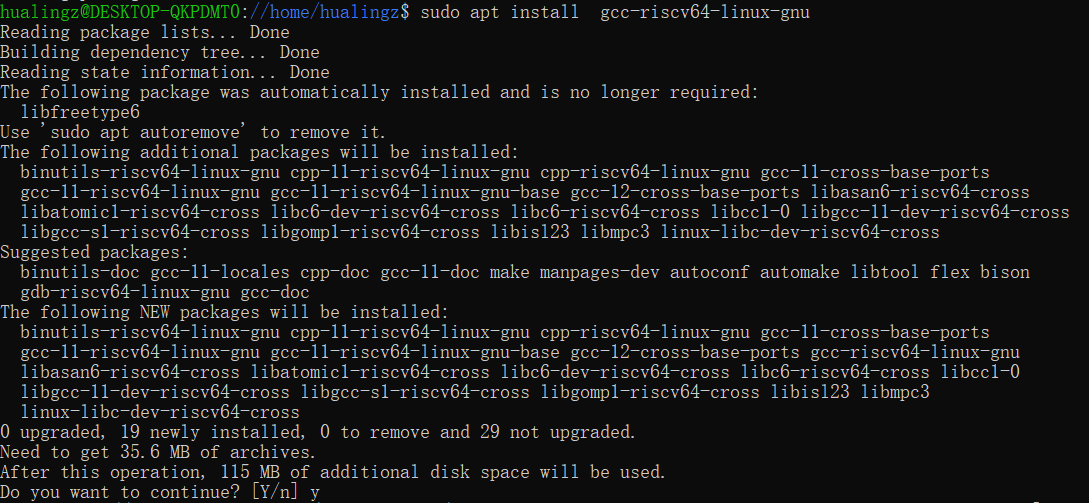 hualingz@DESKTOP-QKPDMT0://home/hualingz$ sudo apt install  gcc-riscv64-linux-gnu
Reading package lists... Done
Building dependency tree... Done
Reading state information... Done
The following package was automatically installed and is no longer required:
  libfreetype6
Use 'sudo apt autoremove' to remove it.
The following additional packages will be installed:
  binutils-riscv64-linux-gnu cpp-11-riscv64-linux-gnu cpp-riscv64-linux-gnu gcc-11-cross-base-ports
  gcc-11-riscv64-linux-gnu gcc-11-riscv64-linux-gnu-base gcc-12-cross-base-ports libasan6-riscv64-cross
  libatomic1-riscv64-cross libc6-dev-riscv64-cross libc6-riscv64-cross libcc1-0 libgcc-11-dev-riscv64-cross
  libgcc-s1-riscv64-cross libgomp1-riscv64-cross libisl23 libmpc3 linux-libc-dev-riscv64-cross
Suggested packages:
  binutils-doc gcc-11-locales cpp-doc gcc-11-doc make manpages-dev autoconf automake libtool flex bison
  gdb-riscv64-linux-gnu gcc-doc
The following NEW packages will be installed:
  binutils-riscv64-linux-gnu cpp-11-riscv64-linux-gnu cpp-riscv64-linux-gnu gcc-11-cross-base-ports
  gcc-11-riscv64-linux-gnu gcc-11-riscv64-linux-gnu-base gcc-12-cross-base-ports gcc-riscv64-linux-gnu
  libasan6-riscv64-cross libatomic1-riscv64-cross libc6-dev-riscv64-cross libc6-riscv64-cross libcc1-0
  libgcc-11-dev-riscv64-cross libgcc-s1-riscv64-cross libgomp1-riscv64-cross libisl23 libmpc3
  linux-libc-dev-riscv64-cross
0 upgraded, 19 newly installed, 0 to remove and 29 not upgraded.
Need to get 35.6 MB of archives.
After this operation, 115 MB of additional disk space will be used.
Do you want to continue? [Y/n] y